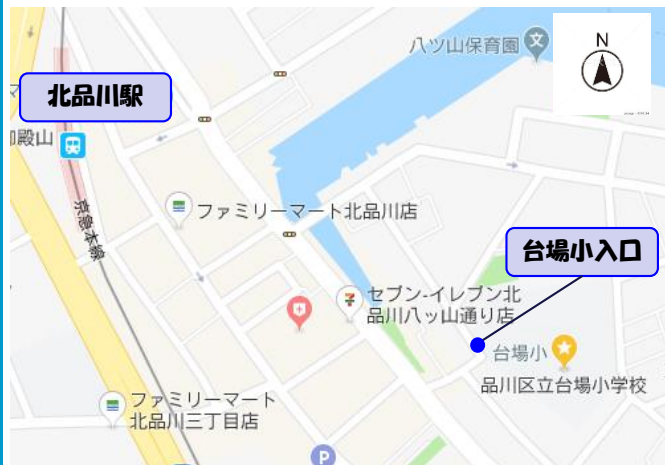 八ツ山保育園
文
N
北品川駅
殿山
京急本線
ファミリーマート北品川店
台場小入口
7
セブン-イレブン北
品川八ッ山通り店
台場小
品川区立台場小学校
ファミリーマート
北品川三丁目店
P